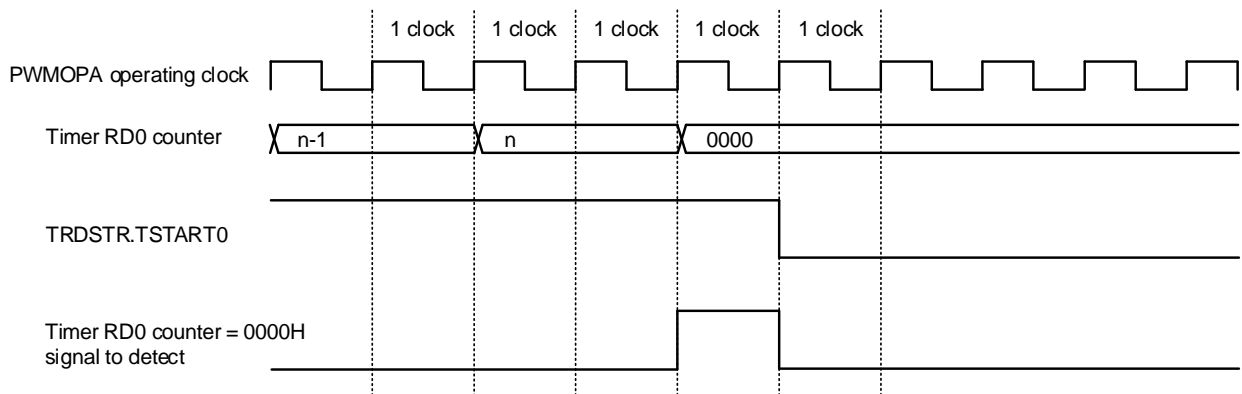 1 clock 1 clock 1 clock 1 clock 1 clock
PWMOPA operating clock
Timer RD0 counter
n-1 n 0000
TRDSTR.TSTART0
Timer RD0 counter = 0000H
signal to detect